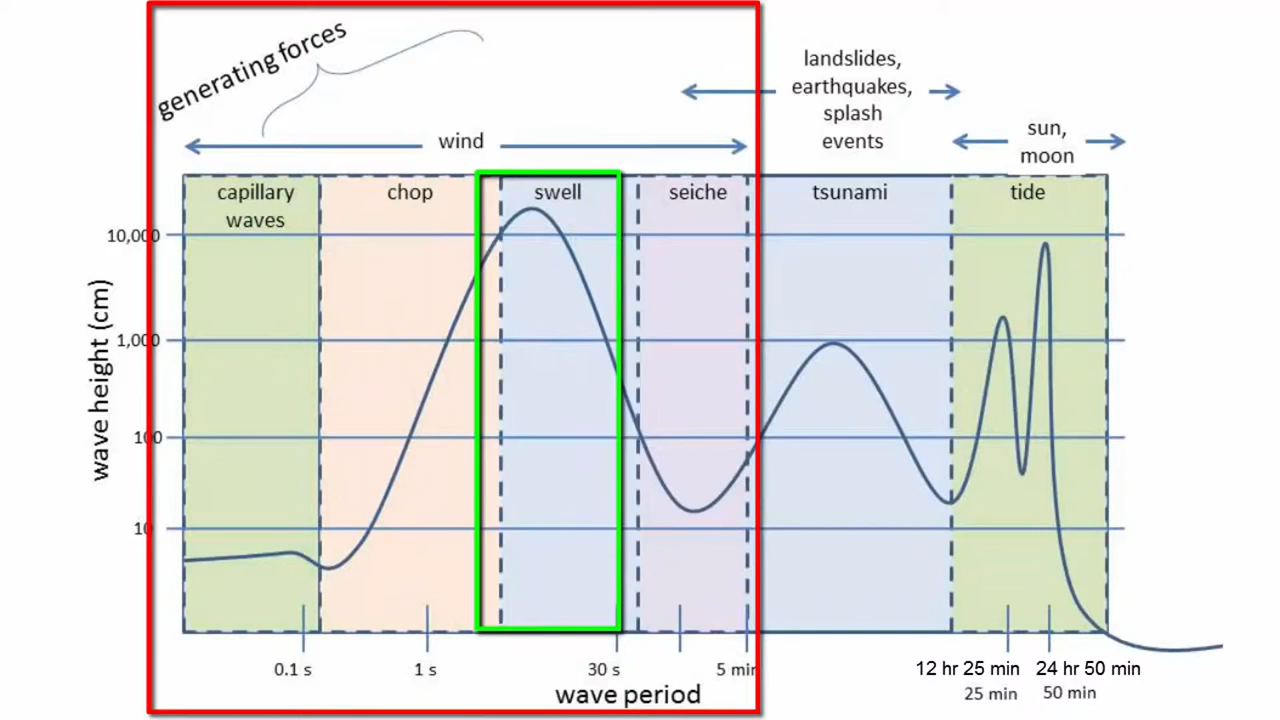 generating forces
landslides,
earthquakes,
splash
events
wind
sun,
moon
capillary
waves
chop
swell
seiche
tsunami
tide
10,000
1,000
100
10
wave height (cm)
0.1 s
1 s
30 s
5 min
12 hr 25 min
24 hr 50 min
25 min
50 min
wave period